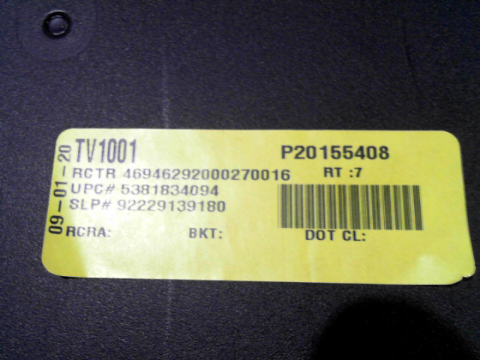 09-01-20
TV1001 P20155408
RCTR 46946292000270016 RT :7
UPC# 5381834094
SLP# 92229139180
RCRA: BKT: DOT CL: